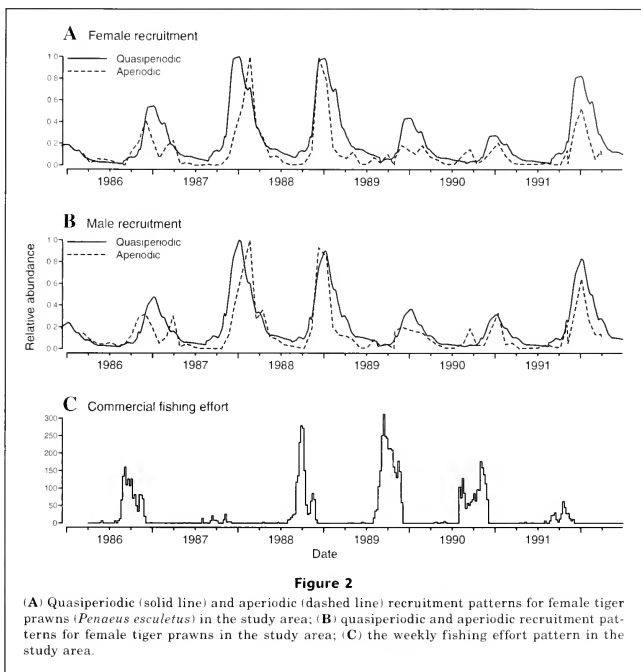 A Female recruitment
Quasiperiodic
Aperiodic
1.0
0.8
0.6
0.4
0.2
0.0
1986 1987 1988 1989 1990 1991
B Male recruitment
Quasiperiodic
Aperiodic
Relative abundance
1.0
0.8
0.6
0.4
0.2
0.0
1986 1987 1988 1989 1990 1991
C Commercial fishing effort
300
250
200
150
100
50
0
1986 1987 1988 1989 1990 1991
Date
Figure 2
(A) Quasiperiodic (solid line) and aperiodic (dashed line) recruitment patterns for female tiger
prawns (Penaeus esculetus) in the study area; (B) quasiperiodic and aperiodic recruitment pat-
terns for female tiger prawns in the study area; (C) the weekly fishing effort pattern in the
study area.